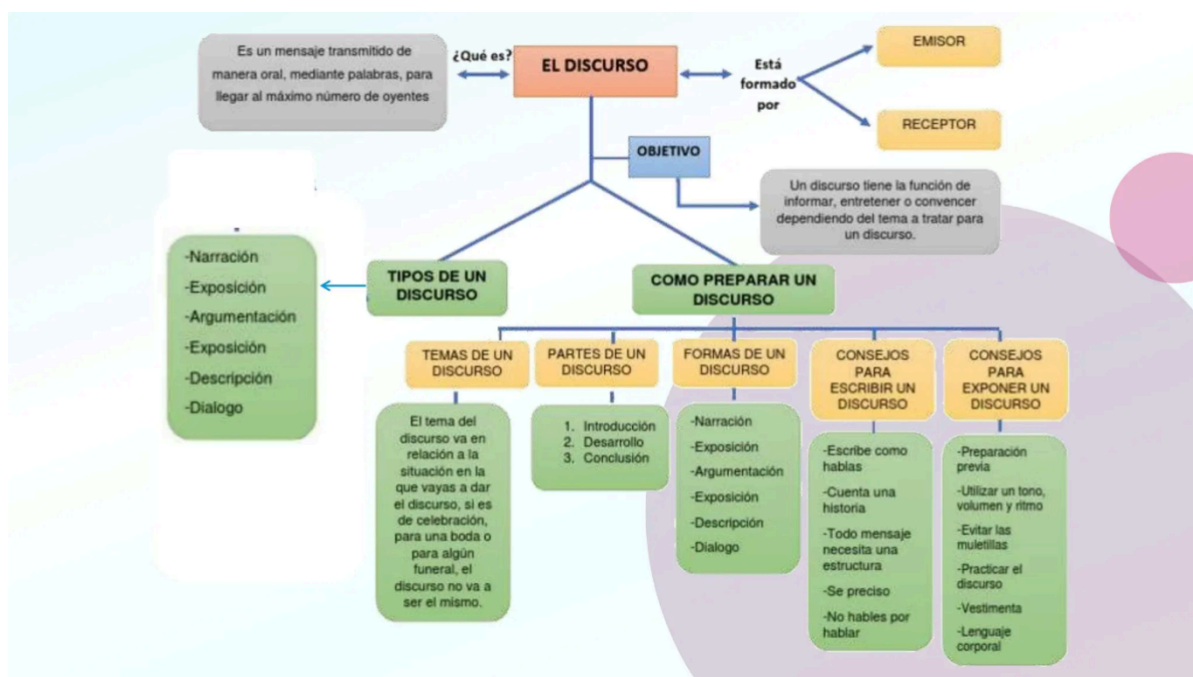 Es un mensaje transmitido de
manera oral, mediante palabras, para
llegar al máximo número de oyentes
¿Qué es?
EL DISCURSO
Está
formado
por
EMISOR
RECEPTOR
OBJETIVO
Un discurso tiene la función de
informar, entretener o convencer
dependiendo del tema a tratar para
un discurso.
TIPOS DE UN
DISCURSO
-Narración
-Exposición
-Argumentación
-Exposición
-Descripción
-Dialogo
COMO PREPARAR UN
DISCURSO
TEMAS DE UN
DISCURSO
El tema del
discurso va en
relación a la
situación en la
que vayas a dar
el discurso, si es
de celebración,
para una boda o
para algún
funeral, el
discurso no va a
ser el mismo.
PARTES DE UN
DISCURSO
1. Introducción
2. Desarrollo
3. Conclusión
FORMAS DE UN
DISCURSO
-Narración
-Exposición
-Argumentación
-Exposición
-Descripción
-Dialogo
CONSEJOS
PARA
ESCRIBIR UN
DISCURSO
-Escribe como
hablas
-Cuenta una
historia
-Todo mensaje
necesita una
estructura
-Se preciso
-No hables por
hablar
CONSEJOS
PARA
EXPONER UN
DISCURSO
-Preparación
previa
-Utilizar un tono,
volumen y ritmo
-Evitar las
muletillas
-Practicar el
discurso
-Vestimenta
-Lenguaje
corporal